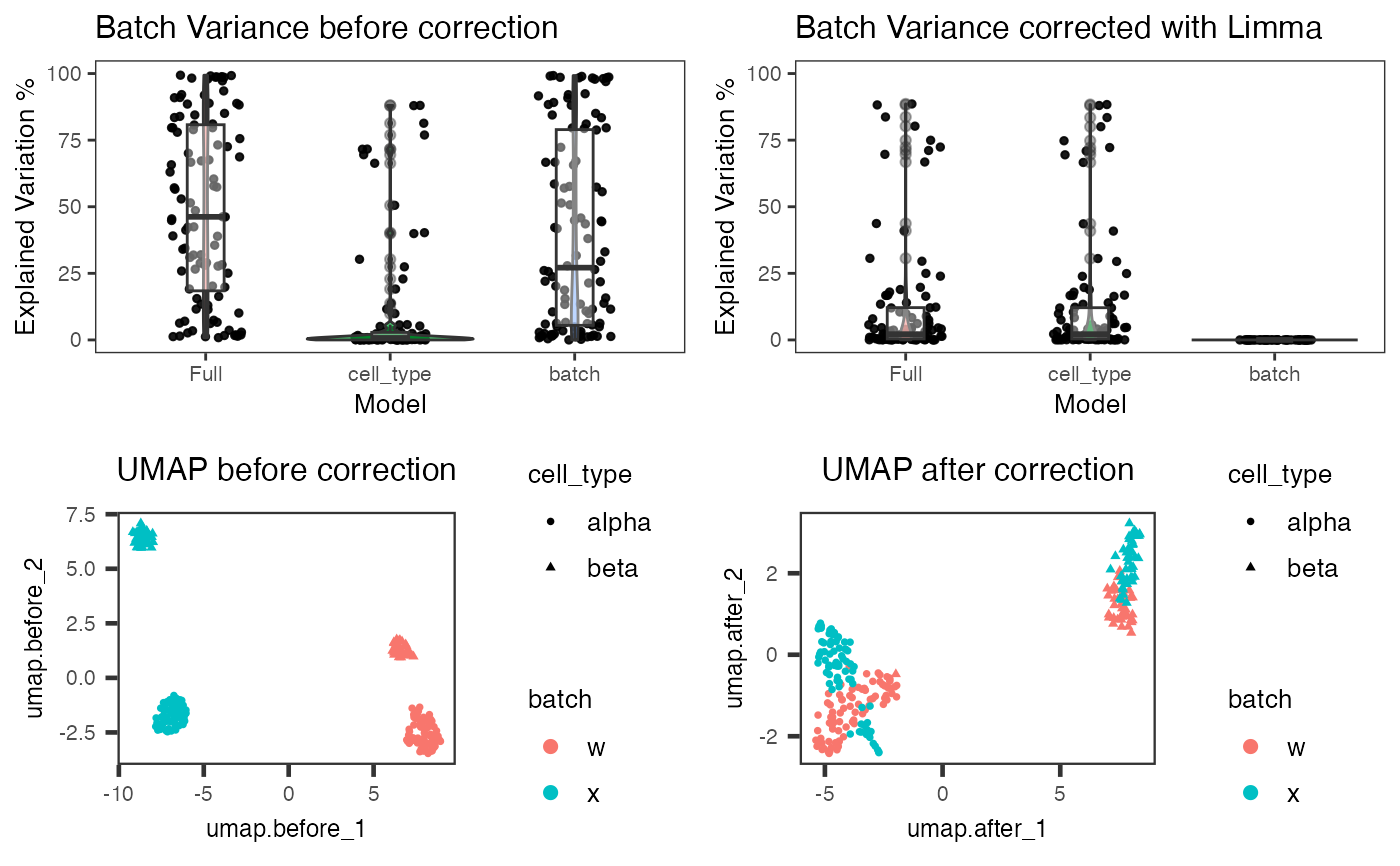 Batch Variance before correction
Explained Variation %
100
75
50
25
0
Full cell_type batch
Model
Batch Variance corrected with Limma
Explained Variation %
100
75
50
25
0
Full cell_type batch
Model
UMAP before correction
umap.before_2
7.5
5.0
2.5
0.0
-2.5
-10 -5 0 5
umap.before_1
cell_type
alpha
beta
batch
w
x
UMAP after correction
umap.after_2
2
0
-2
-5 0 5
umap.after_1
cell_type
alpha
beta
batch
w
x